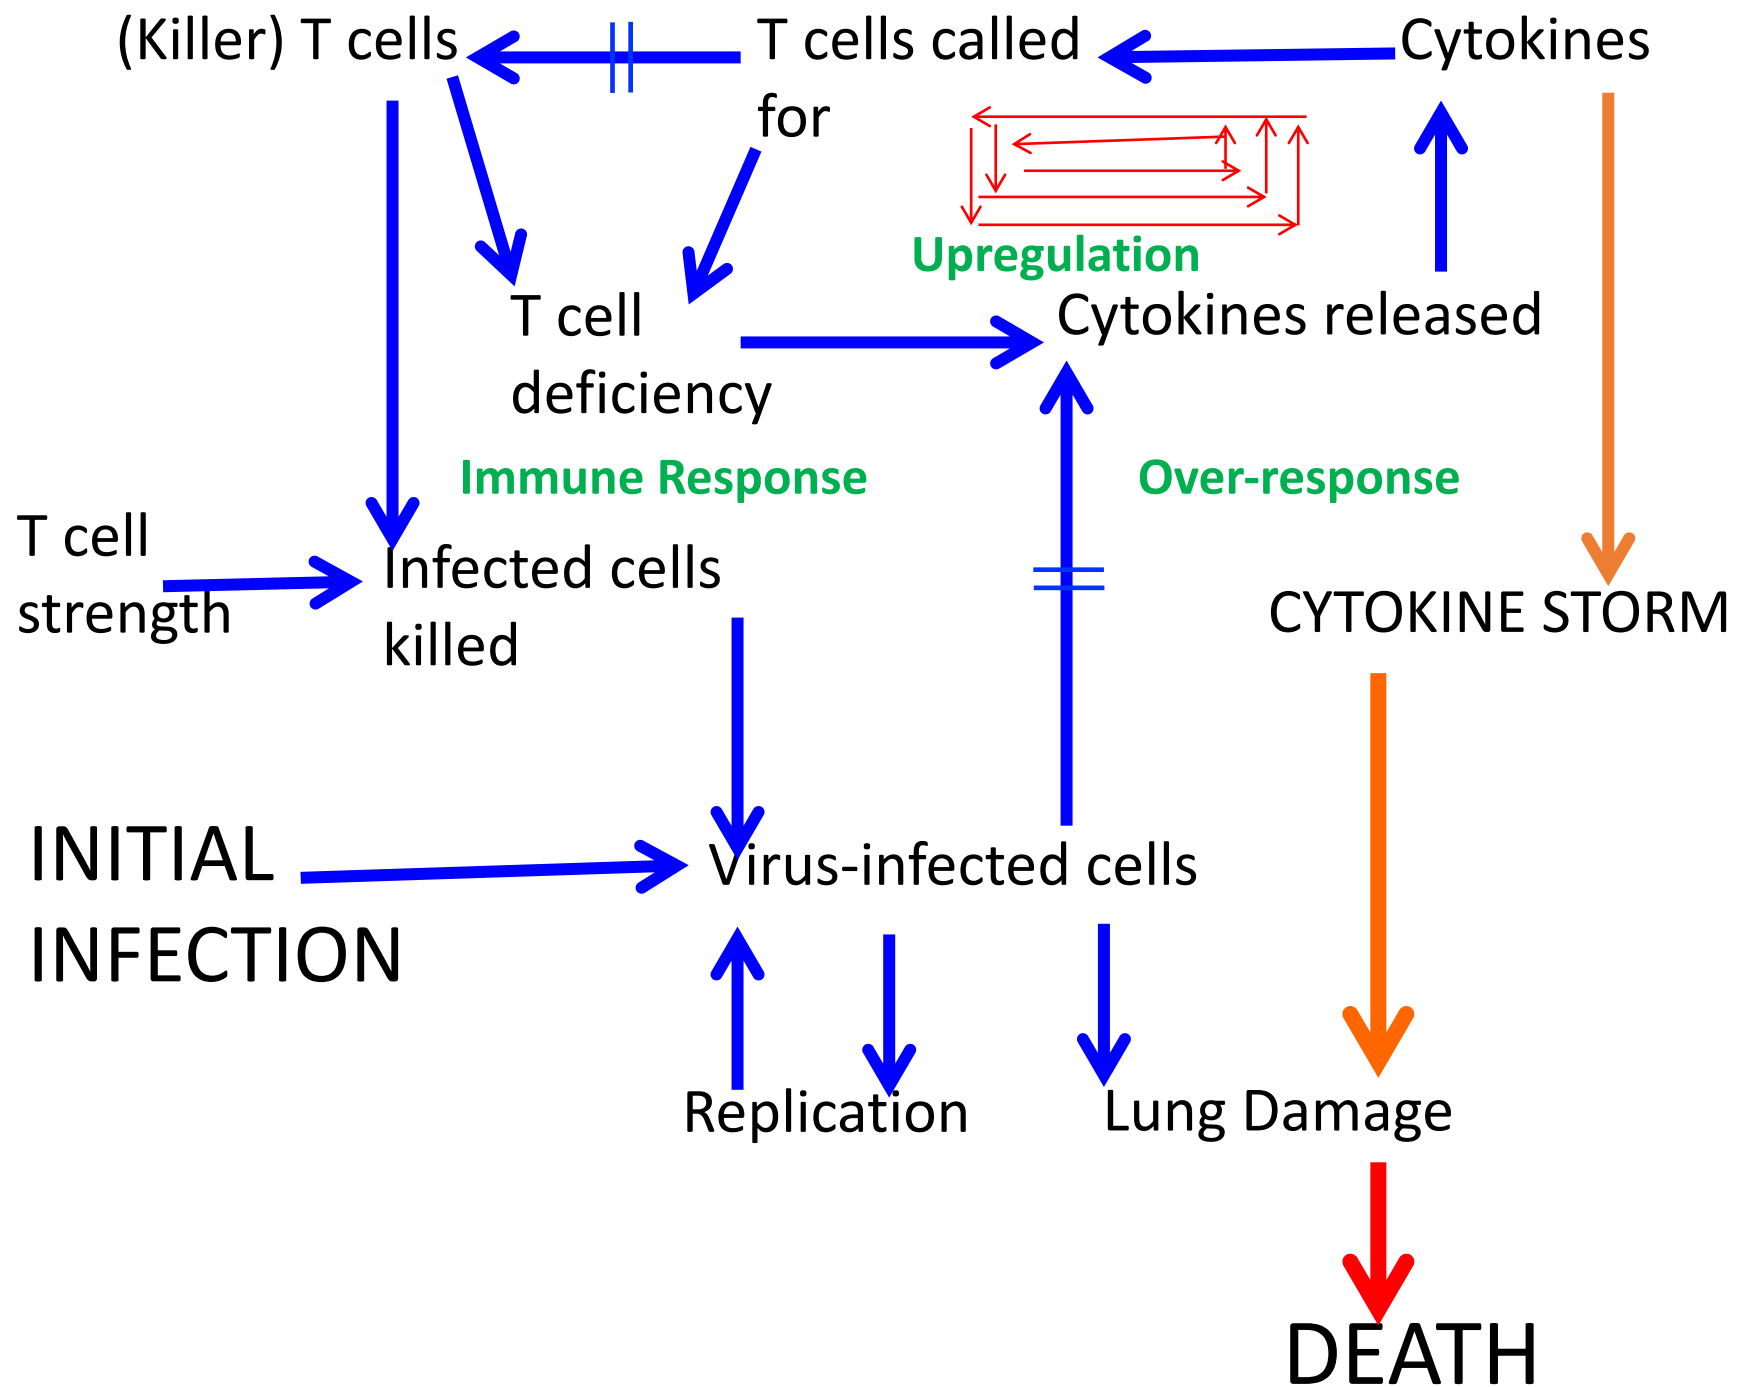 (Killer) T cells
T cells called
for
Cytokines
Upregulation
T cell
deficiency
Cytokines released
Immune Response
Over-response
T cell
strength
Infected cells
killed
CYTOKINE STORM
INITIAL
INFECTION
Virus-infected cells
Replication
Lung Damage
DEATH